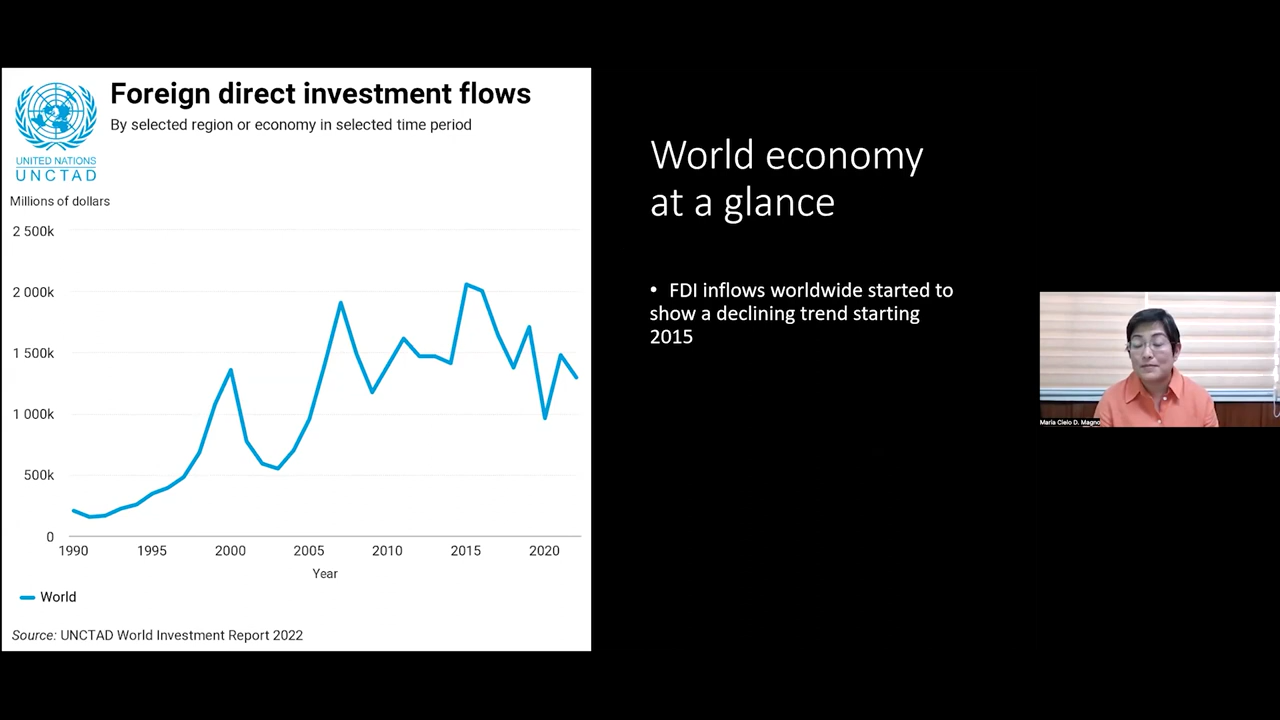 Foreign direct investment flows
By selected region or economy in selected time period
UNITED NATIONS
UNCTAD
Millions of dollars
2 500k
2 000k
1 500k
1 000k
500k
0
1990 1995 2000 2005 2010 2015 2020
Year
World
Source: UNCTAD World Investment Report 2022
World economy
at a glance
• FDI inflows worldwide started to
show a declining trend starting
2015
Maria Cielo D. Magno